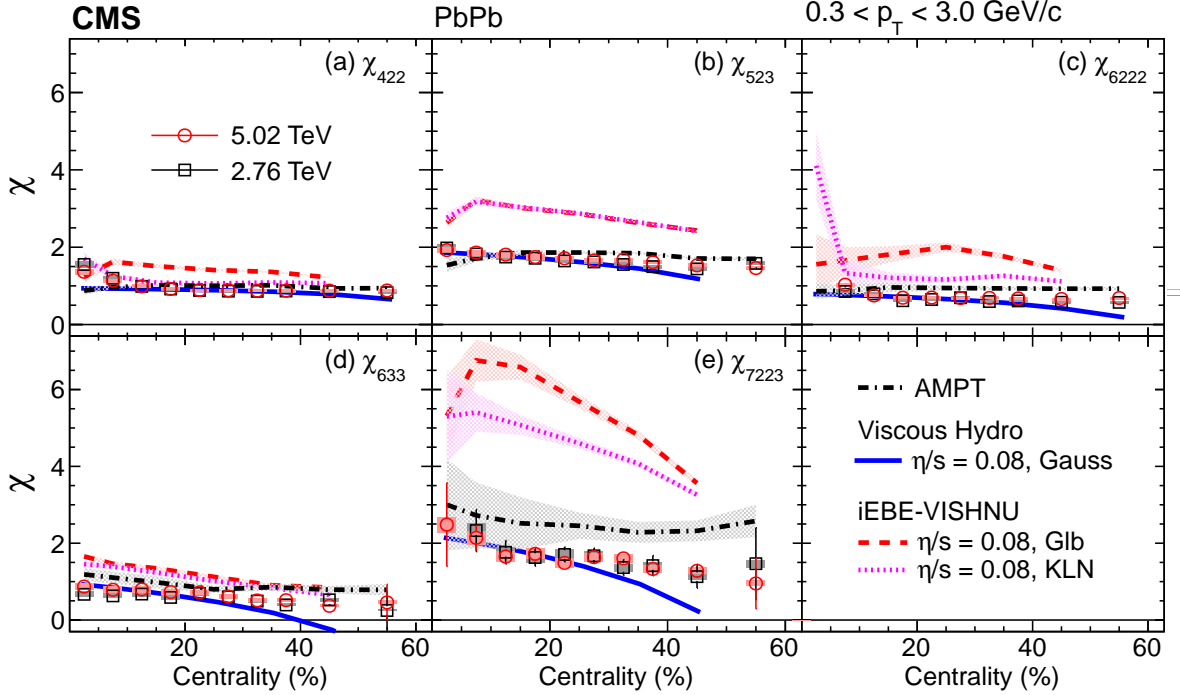 CMS PbPb 0.3 < p_T < 3.0 GeV/c
(a) χ_422 (b) χ_523 (c) χ_6222
6
4
2
0
χ
5.02 TeV
2.76 TeV
(d) χ_633 (e) χ_7223
6
4
2
0
χ
AMPT
Viscous Hydro
η/s = 0.08, Gauss
iEBE-VISHNU
η/s = 0.08, Glb
η/s = 0.08, KLN
20 40 60 20 40 60 20 40 60
Centrality (%) Centrality (%) Centrality (%)